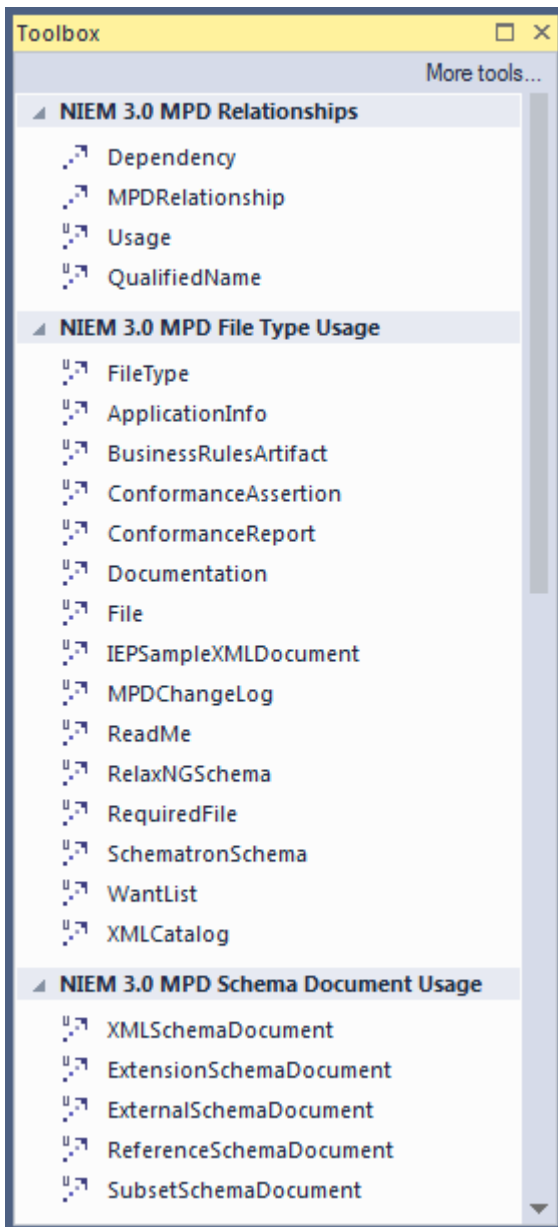 Toolbox
More tools...
NIEM 3.0 MPD Relationships
Dependency
MPDRelationship
Usage
QualifiedName
NIEM 3.0 MPD File Type Usage
FileType
ApplicationInfo
BusinessRulesArtifact
ConformanceAssertion
ConformanceReport
Documentation
File
IEPSampleXMLDocument
MPDChangeLog
ReadMe
RelaxNGSchema
RequiredFile
SchematronSchema
WantList
XMLCatalog
NIEM 3.0 MPD Schema Document Usage
XMLSchemaDocument
ExtensionSchemaDocument
ExternalSchemaDocument
ReferenceSchemaDocument
SubsetSchemaDocument